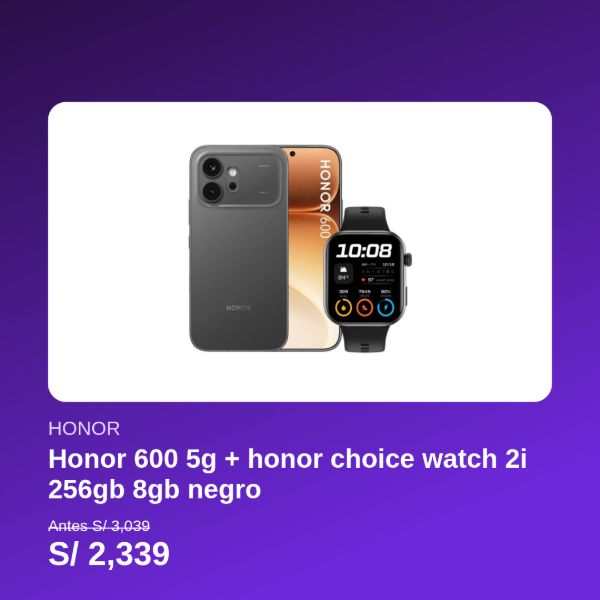 HONOR 600
HONOR
10:08
HONOR
Honor 600 5g + honor choice watch 2i
256gb 8gb negro
Antes S/ 3,039
S/ 2,339